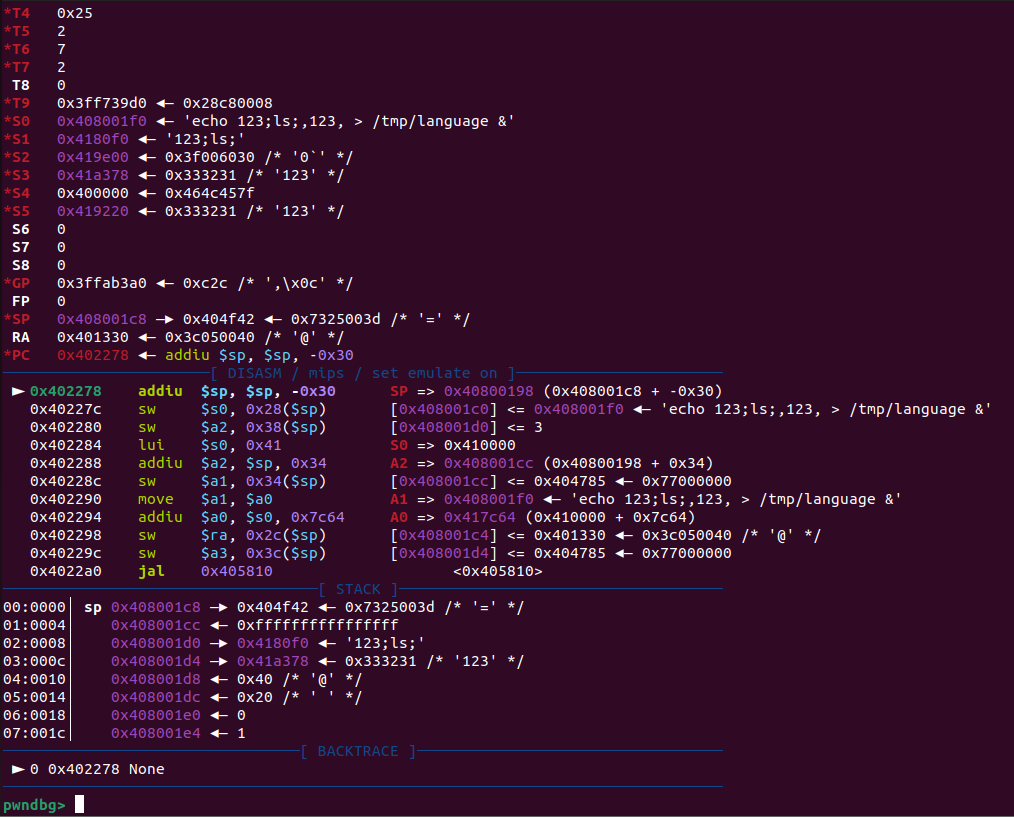 *T4   0x25
*T5   2
*T6   7
*T7   2
 T8   0
*T9   0x3ff739d0 ◂— 0x28c80008
*S0   0x408001f0 ◂— 'echo 123;ls;,123, > /tmp/language &'
*S1   0x4180f0 ◂— '123;ls;'
*S2   0x419e00 ◂— 0x3f006030 /* '0`' */
*S3   0x41a378 ◂— 0x333231 /* '123' */
*S4   0x400000 ◂— 0x464c457f
*S5   0x419220 ◂— 0x333231 /* '123' */
 S6   0
 S7   0
 S8   0
*GP   0x3ffab3a0 ◂— 0xc2c /* ',\x0c' */
 FP   0
*SP   0x408001c8 —▸ 0x404f42 ◂— 0x7325003d /* '=' */
 RA   0x401330 ◂— 0x3c050040 /* '@' */
*PC   0x402278 ◂— addiu $sp, $sp, -0x30
[ DISASM / mips / set emulate on ]
► 0x402278    addiu  $sp, $sp, -0x30      SP => 0x40800198 (0x408001c8 + -0x30)
   0x40227c    sw     $s0, 0x28($sp)       [0x408001c0] <= 0x408001f0 ◂— 'echo 123;ls;,123, > /tmp/language &'
   0x402280    sw     $a2, 0x38($sp)       [0x408001d0] <= 3
   0x402284    lui    $s0, 0x41            S0 => 0x410000
   0x402288    addiu  $a2, $sp, 0x34       A2 => 0x408001cc (0x40800198 + 0x34)
   0x40228c    sw     $a1, 0x34($sp)       [0x408001cc] <= 0x404785 ◂— 0x77000000
   0x402290    move   $a1, $a0             A1 => 0x408001f0 ◂— 'echo 123;ls;,123, > /tmp/language &'
   0x402294    addiu  $a0, $s0, 0x7c64     A0 => 0x417c64 (0x410000 + 0x7c64)
   0x402298    sw     $ra, 0x2c($sp)       [0x408001c4] <= 0x401330 ◂— 0x3c050040 /* '@' */
   0x40229c    sw     $a3, 0x3c($sp)       [0x408001d4] <= 0x404785 ◂— 0x77000000
   0x4022a0    jal    0x405810                    <0x405810>
[ STACK ]
00:0000│ sp 0x408001c8 —▸ 0x404f42 ◂— 0x7325003d /* '=' */
01:0004│    0x408001cc ◂— 0xffffffffffffffff
02:0008│    0x408001d0 —▸ 0x4180f0 ◂— '123;ls;'
03:000c│    0x408001d4 —▸ 0x41a378 ◂— 0x333231 /* '123' */
04:0010│    0x408001d8 ◂— 0x40 /* '@' */
05:0014│    0x408001dc ◂— 0x20 /* ' ' */
06:0018│    0x408001e0 ◂— 0
07:001c│    0x408001e4 ◂— 1
[ BACKTRACE ]
► 0 0x402278 None
pwndbg>